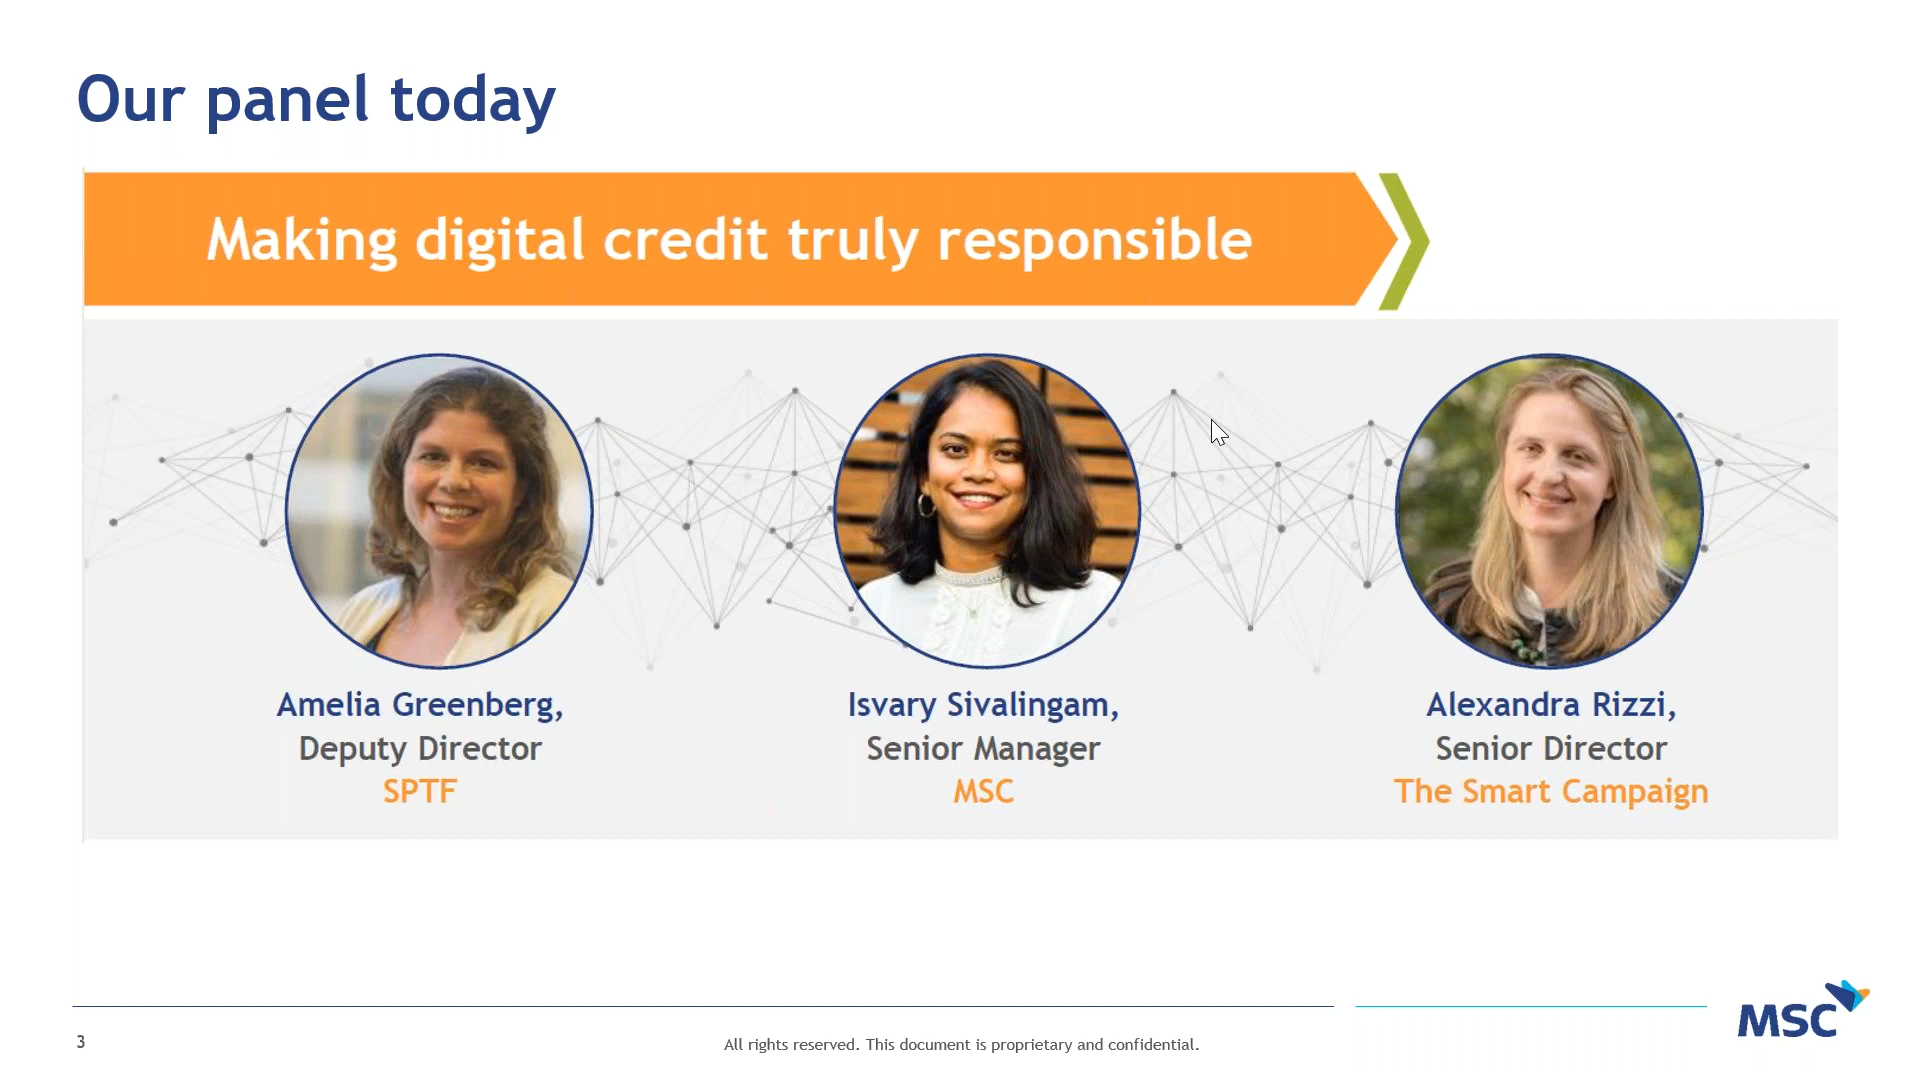 Our panel today
Making digital credit truly responsible
Amelia Greenberg,
Deputy Director
SPTF
Isvary Sivalingam,
Senior Manager
MSC
Alexandra Rizzi,
Senior Director
The Smart Campaign
3
All rights reserved. This document is proprietary and confidential.
MSC